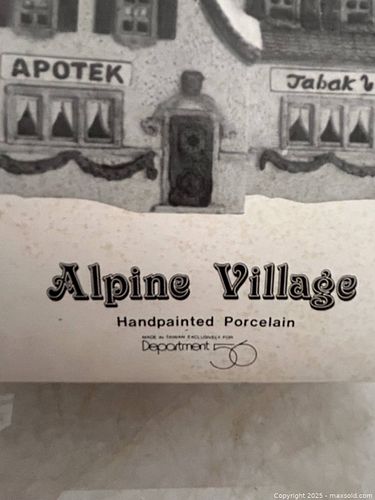 APOTEK
Tabak
Alpine Village
Handpainted Porcelain
MADE IN TAIWAN EXCLUSIVELY FOR
Department 56
Copyright 2025 - maxsold.com